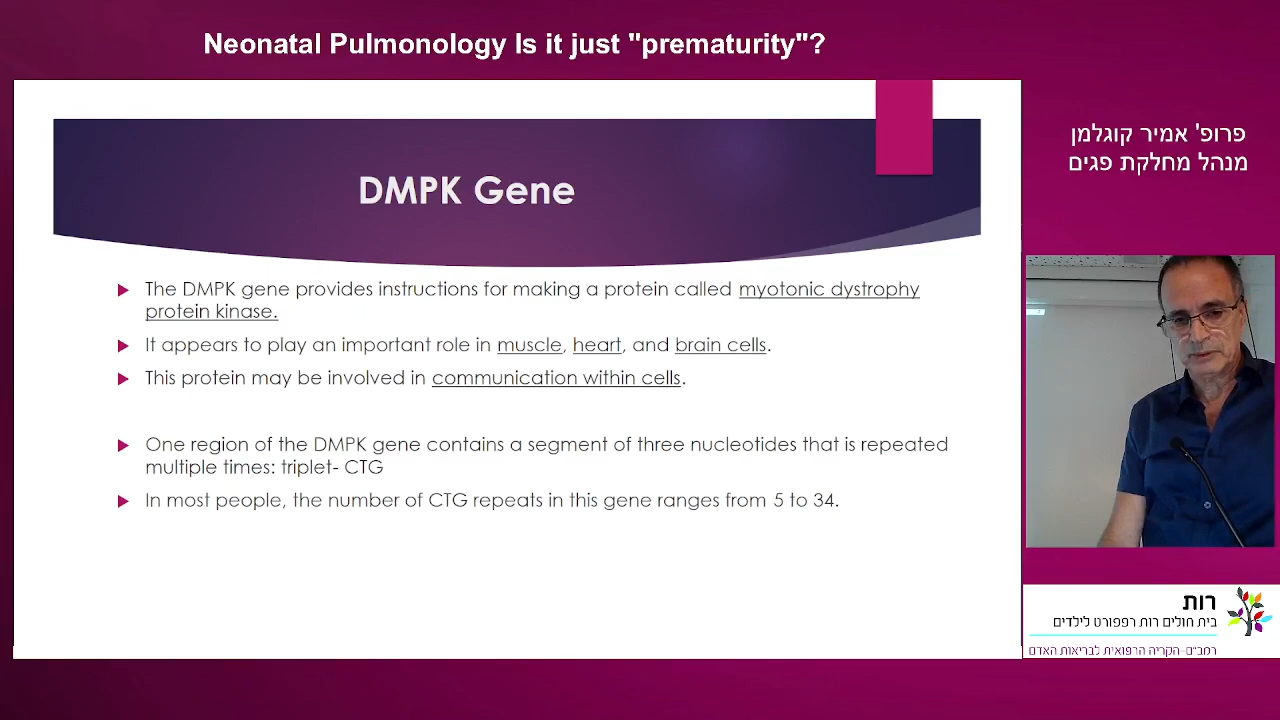 Neonatal Pulmonology Is it just "prematurity"?
DMPK Gene
The DMPK gene provides instructions for making a protein called myotonic dystrophy
protein kinase.
It appears to play an important role in muscle, heart, and brain cells.
This protein may be involved in communication within cells.
One region of the DMPK gene contains a segment of three nucleotides that is repeated
multiple times: triplet- CTG
In most people, the number of CTG repeats in this gene ranges from 5 to 34.
פרופ' אמיר קוגלמן
מנהל מחלקת פגים
רות
בית חולים רות רפפורט לילדים
רמב״ם-הקריה הרפואית לבריאות האדם